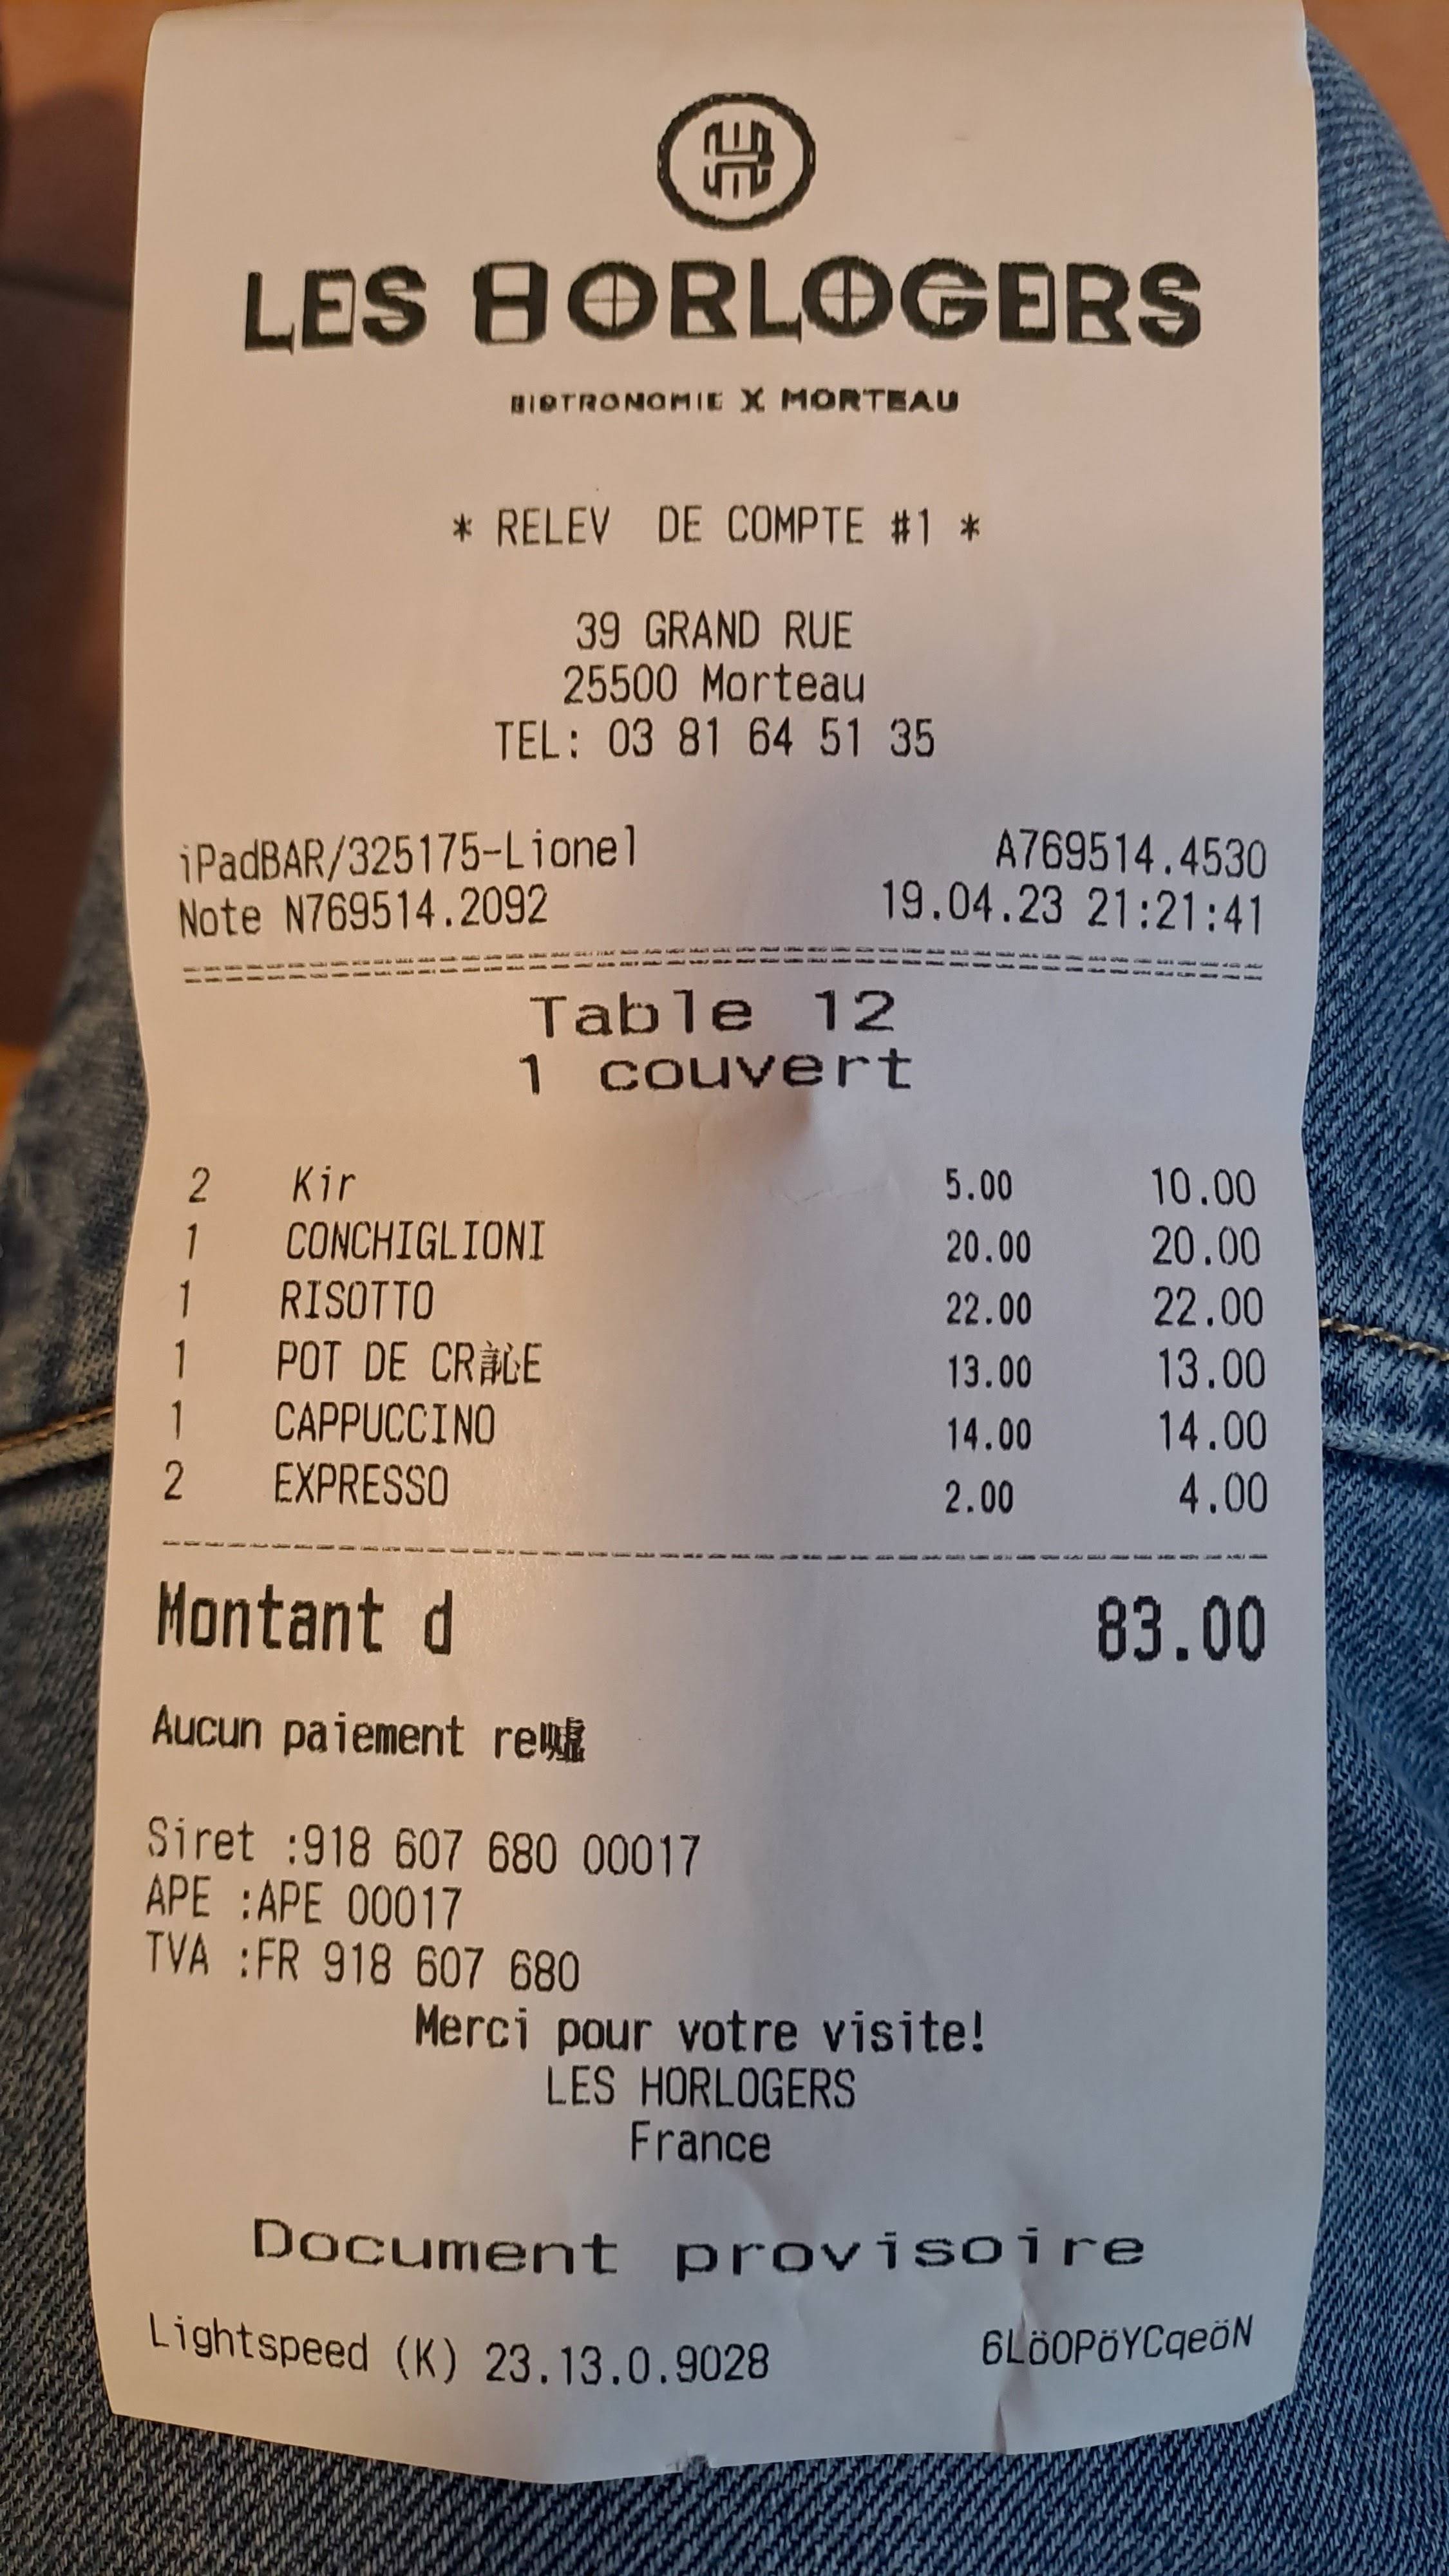 LES HORLOGERS
BISTRONOMIE X MORTEAU
* RELEV  DE COMPTE #1 *
39 GRAND RUE
25500 Morteau
TEL: 03 81 64 51 35
iPadBAR/325175-Lionel A769514.4530
Note N769514.2092 19.04.23 21:21:41
Table 12
1 couvert
2 Kir 5.00 10.00
1 CONCHIGLIONI 20.00 20.00
1 RISOTTO 22.00 22.00
1 POT DE 13.00 13.00
1 CAPPUCCINO 14.00 14.00
2 EXPRESSO 2.00 4.00
Montant d 83.00
Aucun paiement
Siret :918 607 680 00017
APE :APE 00017
TVA :FR 918 607 680
Merci pour votre visite!
LES HORLOGERS
France
Document provisoire
Lightspeed (K) 23.13.0.9028 6LöOPöYCqeöN